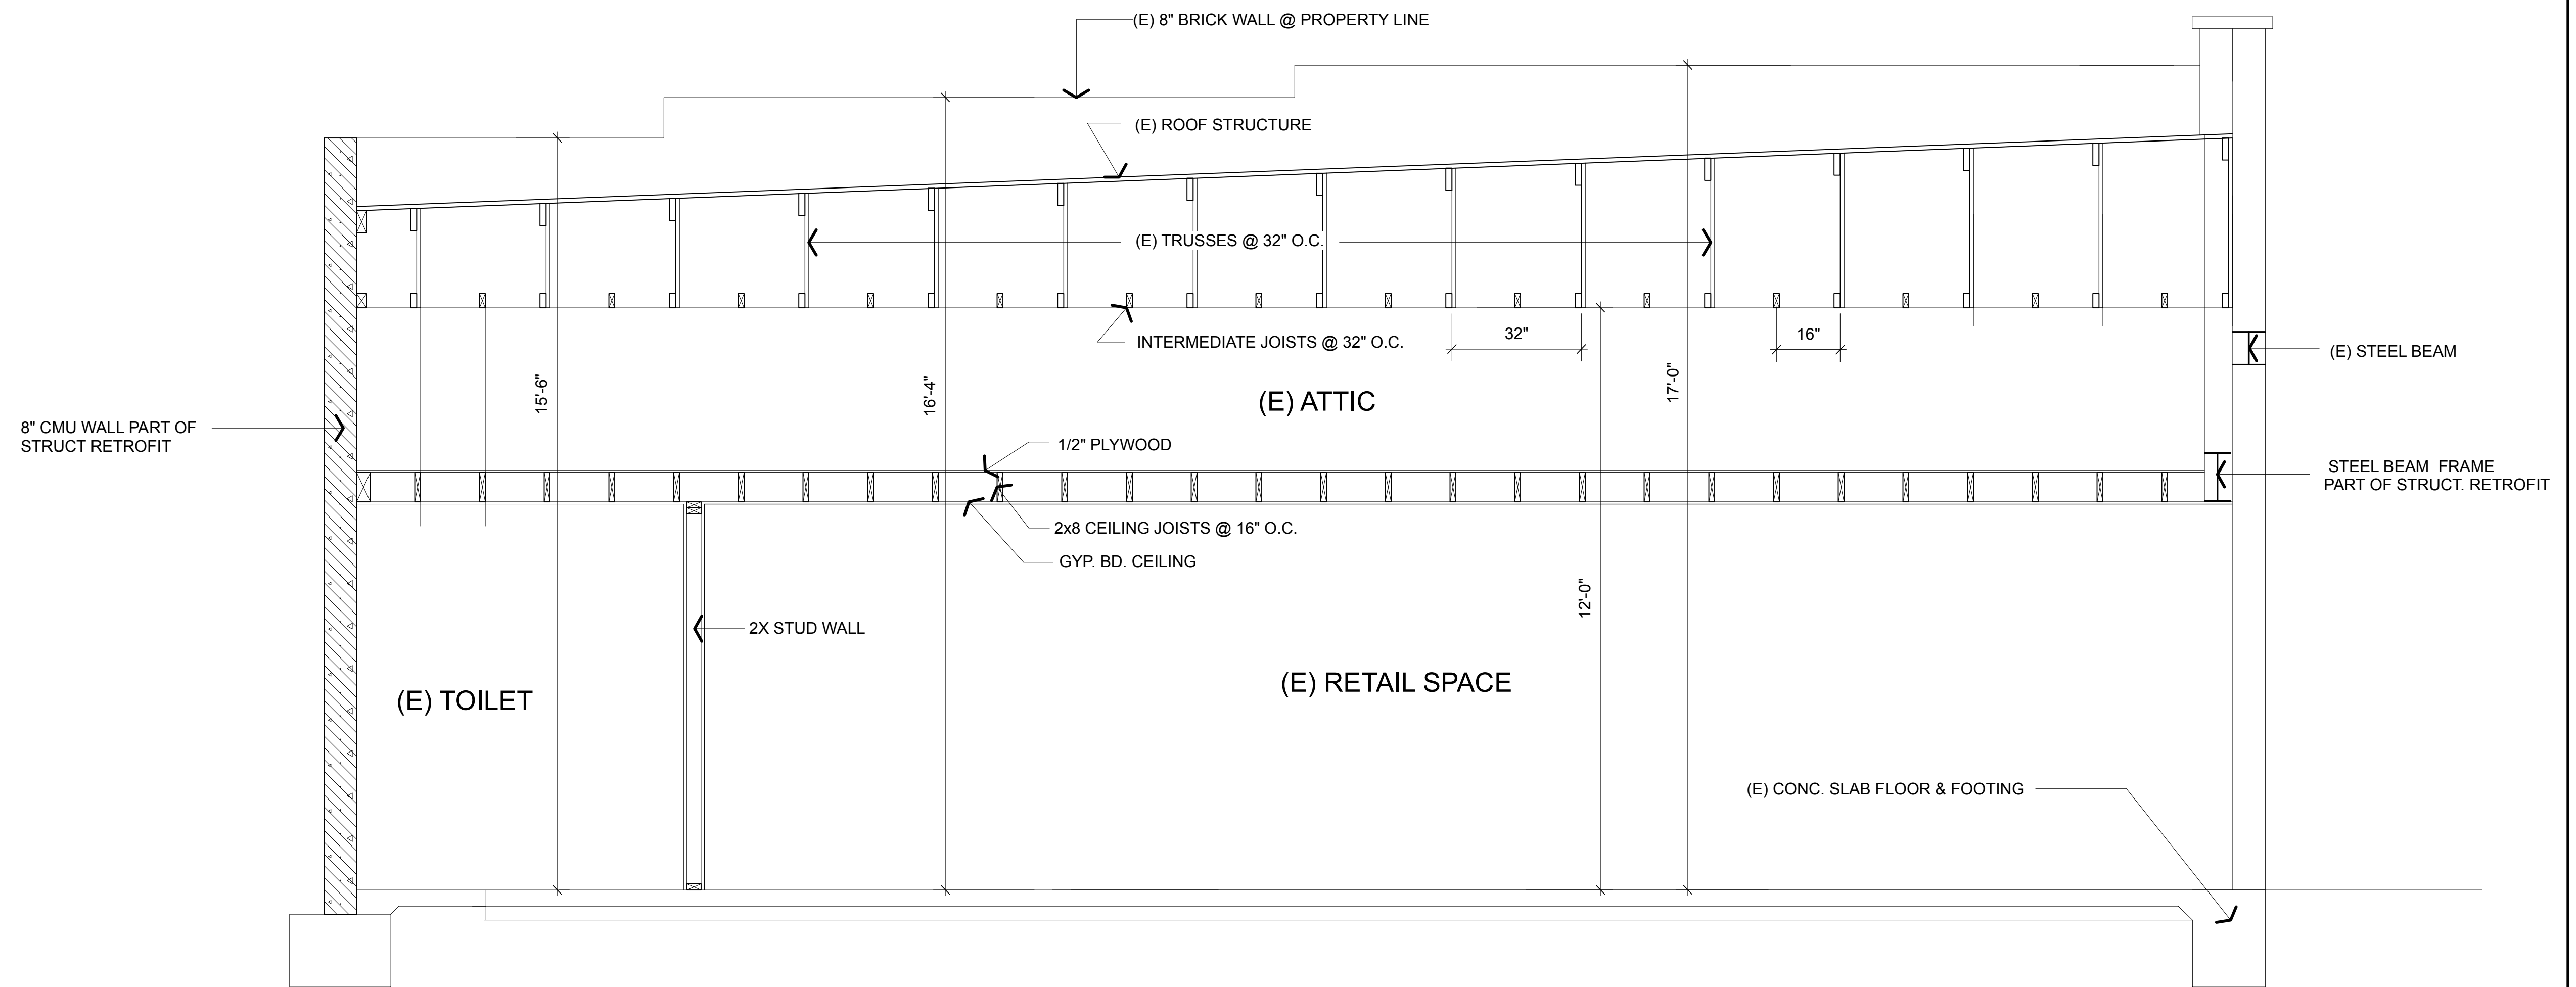 (E) 8" BRICK WALL @ PROPERTY LINE
(E) ROOF STRUCTURE
(E) TRUSSES @ 32" O.C.
INTERMEDIATE JOISTS @ 32" O.C.
32"
16"
(E) STEEL BEAM
15'-6"
16'-4"
17'-0"
(E) ATTIC
8" CMU WALL PART OF
STRUCT RETROFIT
1/2" PLYWOOD
STEEL BEAM FRAME
PART OF STRUCT. RETROFIT
2x8 CEILING JOISTS @ 16" O.C.
GYP. BD. CEILING
12'-0"
2X STUD WALL
(E) TOILET
(E) RETAIL SPACE
(E) CONC. SLAB FLOOR & FOOTING